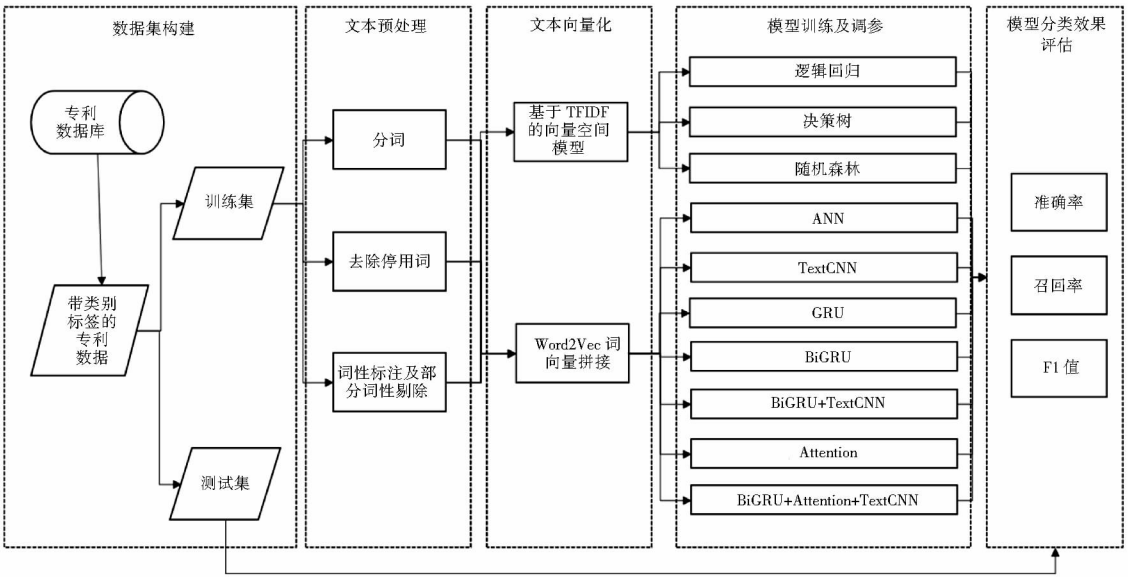 数据集构建
专利
数据库
训练集
带类别
标签的
专利
数据
测试集
文本预处理
分词
去除停用词
词性标注及部
分词性剔除
文本向量化
基于 TFIDF
的向量空间
模型
Word2Vec 词
向量拼接
模型训练及调参
逻辑回归
决策树
随机森林
ANN
TextCNN
GRU
BiGRU
BiGRU+TextCNN
Attention
BiGRU+Attention+TextCNN
模型分类效果
评估
准确率
召回率
F1 值